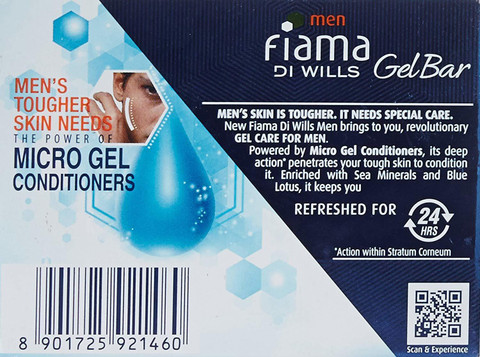 MEN'S
TOUGHER
SKIN NEEDS
THE POWER OF
MICRO GEL
CONDITIONERS
8 901725 921460
men
fiama
DI WILLS GelBar
MEN'S SKIN IS TOUGHER. IT NEEDS SPECIAL CARE.
New Fiama Di Wills Men brings to you, revolutionary
GEL CARE FOR MEN.
Powered by Micro Gel Conditioners, its deep
action* penetrates your tough skin to condition
it. Enriched with Sea Minerals and Blue
Lotus, it keeps you
REFRESHED FOR 24 HRS
*Action within Stratum Corneum
Scan & Experience